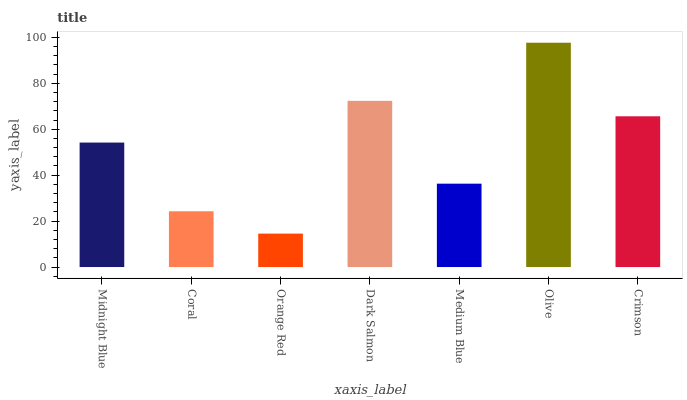 title
yaxis_label
100
80
60
40
20
0
Midnight Blue
Coral
Orange Red
Dark Salmon
Medium Blue
Olive
Crimson
xaxis_label